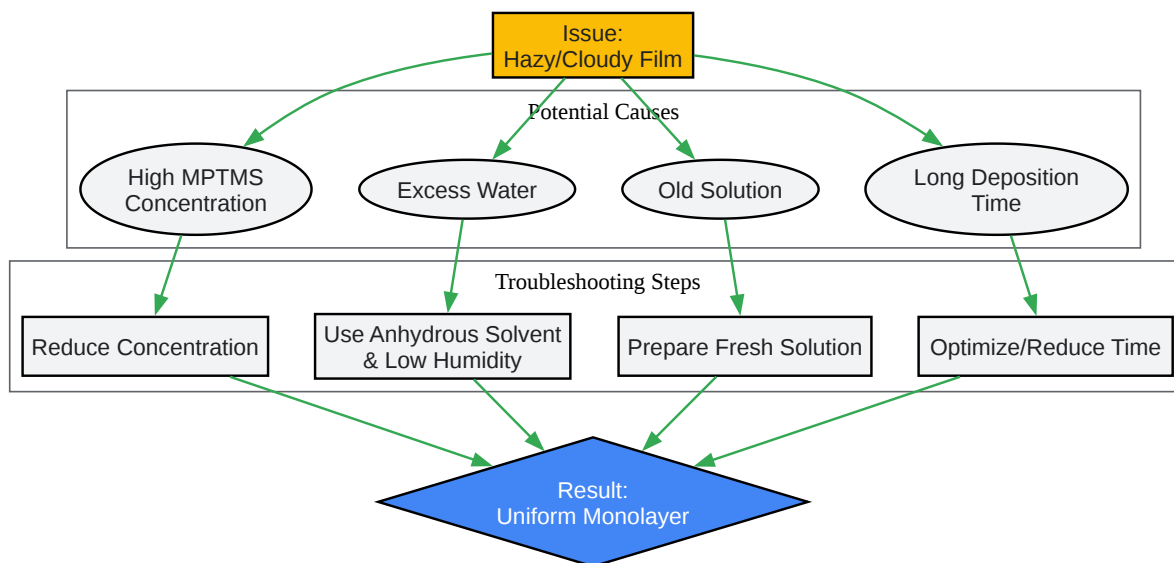 Issue:
Hazy/Cloudy Film
Potential Causes
High MPTMS
Concentration
Excess Water
Old Solution
Long Deposition
Time
Troubleshooting Steps
Reduce Concentration
Use Anhydrous Solvent
& Low Humidity
Prepare Fresh Solution
Optimize/Reduce Time
Result:
Uniform Monolayer